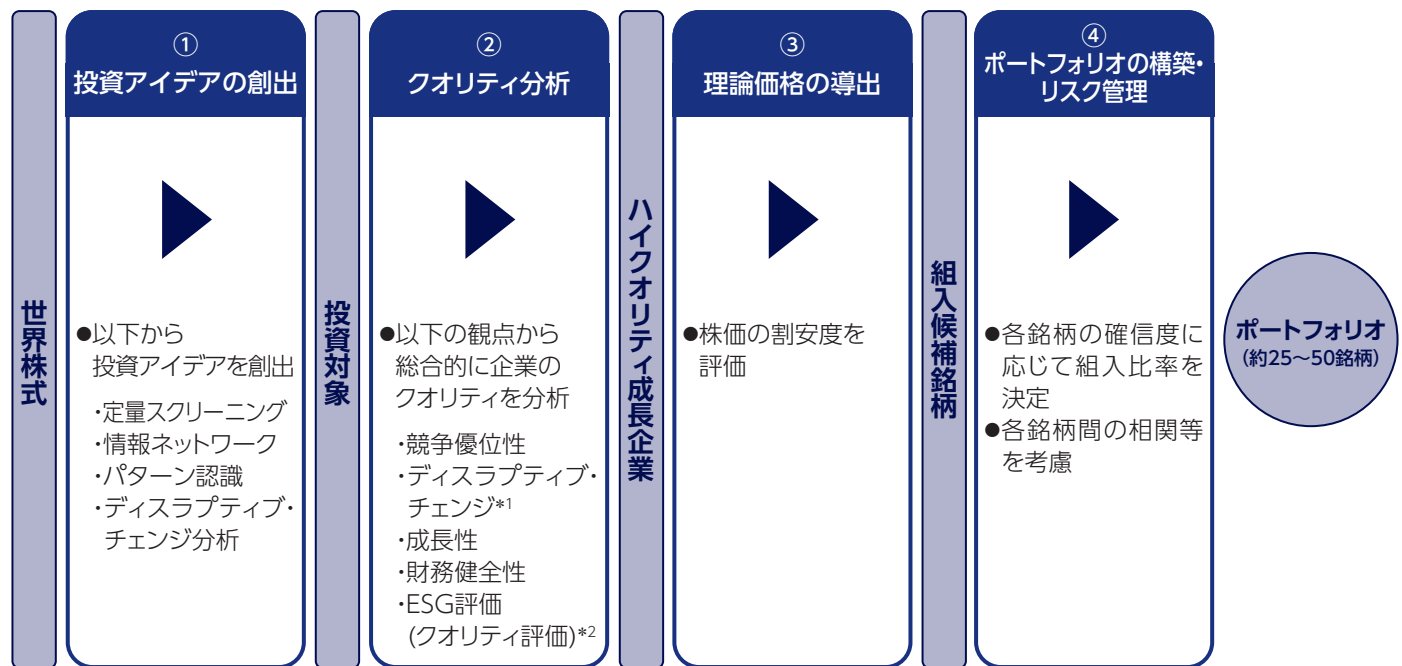 世界株式
①
投資アイデアの創出
●以下から
投資アイデアを創出
・定量スクリーニング
・情報ネットワーク
・パターン認識
・ディスラプティブ・
チェンジ分析
投資対象
②
クオリティ分析
●以下の観点から
総合的に企業の
クオリティを分析
・競争優位性
・ディスラプティブ・
チェンジ*1
・成長性
・財務健全性
・ESG評価
(クオリティ評価)*2
ハイクオリティ成長企業
③
理論価格の導出
●株価の割安度を
評価
組入候補銘柄
④
ポートフォリオの構築・
リスク管理
●各銘柄の確信度に
応じて組入比率を
決定
●各銘柄間の相関等
を考慮
ポートフォリオ
(約25〜50銘柄)